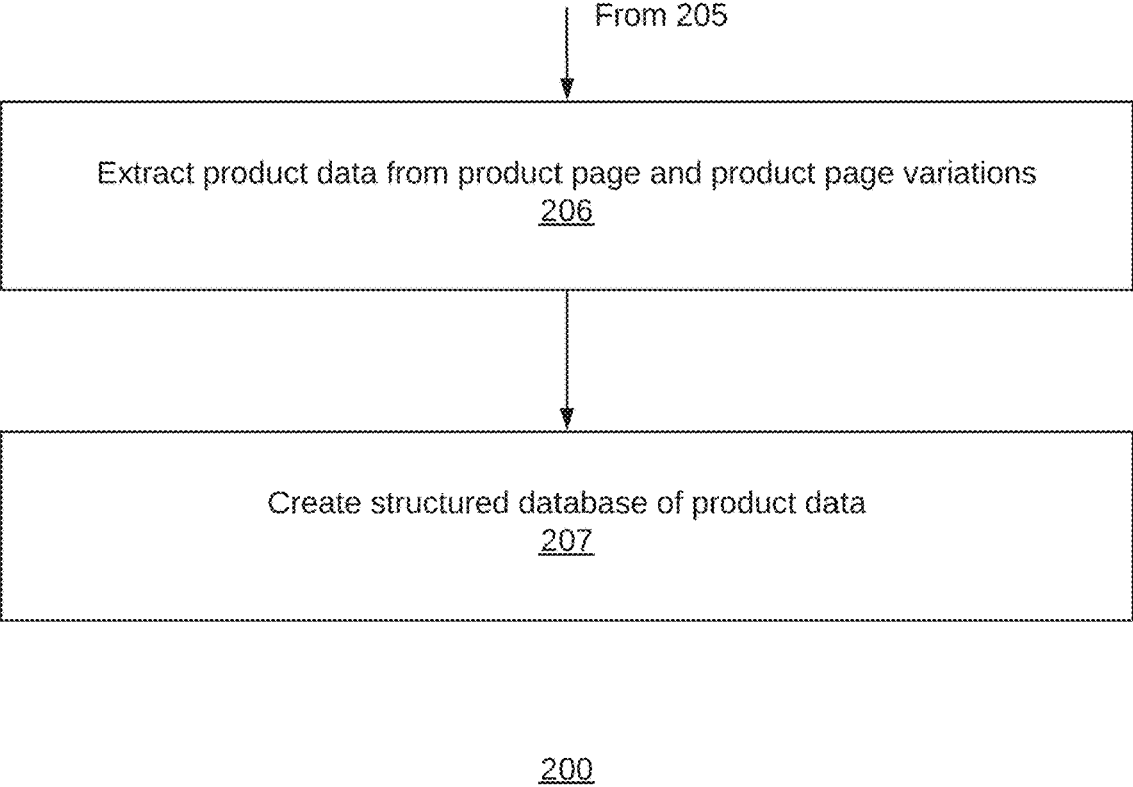 From 205
Extract product data from product page and product page variations
206
Create structured database of product data
207
200